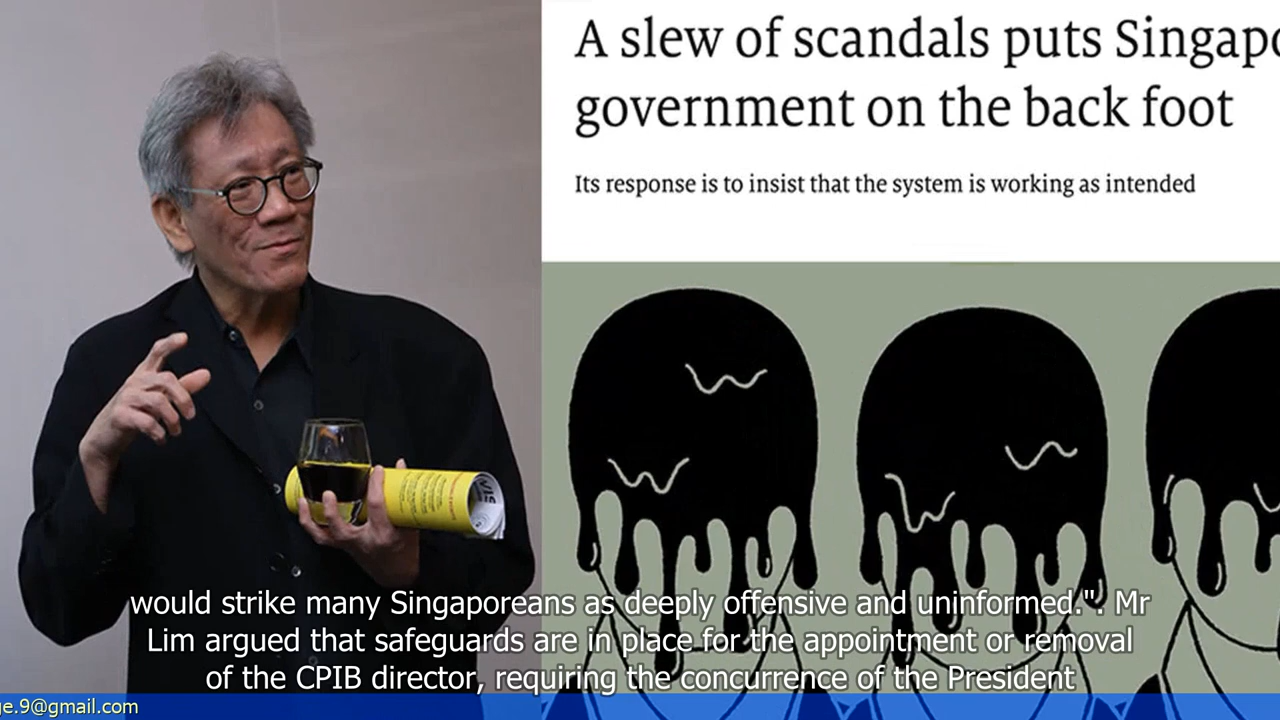 A slew of scandals puts Singapo
government on the back foot
Its response is to insist that the system is working as intended
would strike many Singaporeans as deeply offensive and uninformed.". Mr
Lim argued that safeguards are in place for the appointment or removal
of the CPIB director, requiring the concurrence of the President
ge.9@gmail.com